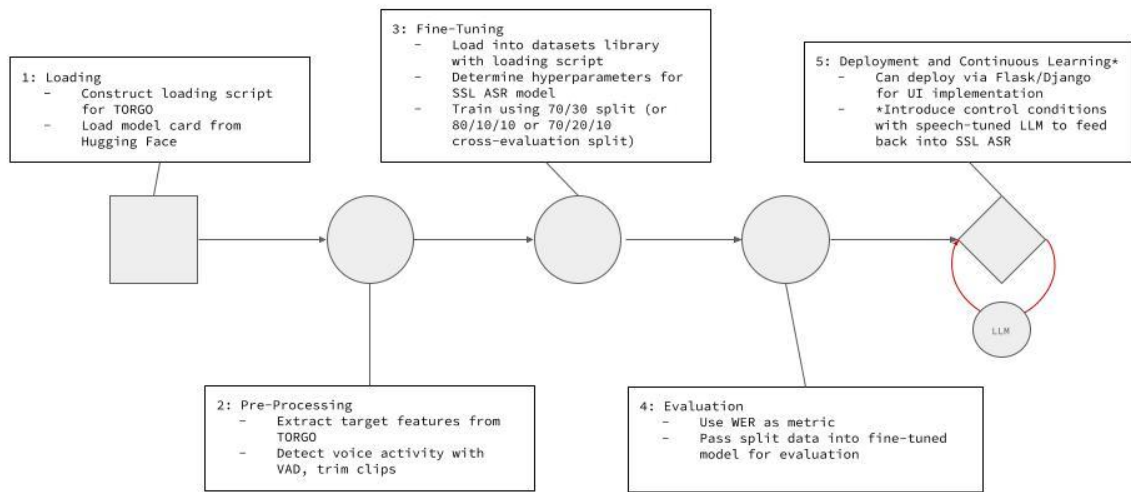 1: Loading
- Construct loading script
for TORGO
- Load model card from
Hugging Face
2: Pre-Processing
- Extract target features from
TORGO
- Detect voice activity with
VAD, trim clips
3: Fine-Tuning
- Load into datasets library
with loading script
- Determine hyperparameters for
SSL ASR model
- Train using 70/30 split (or
80/10/10 or 70/20/10
cross-evaluation split)
4: Evaluation
- Use WER as metric
- Pass split data into fine-tuned
model for evaluation
5: Deployment and Continuous Learning*
- Can deploy via Flask/Django
for UI implementation
- *Introduce control conditions
with speech-tuned LLM to feed
back into SSL ASR
LLM